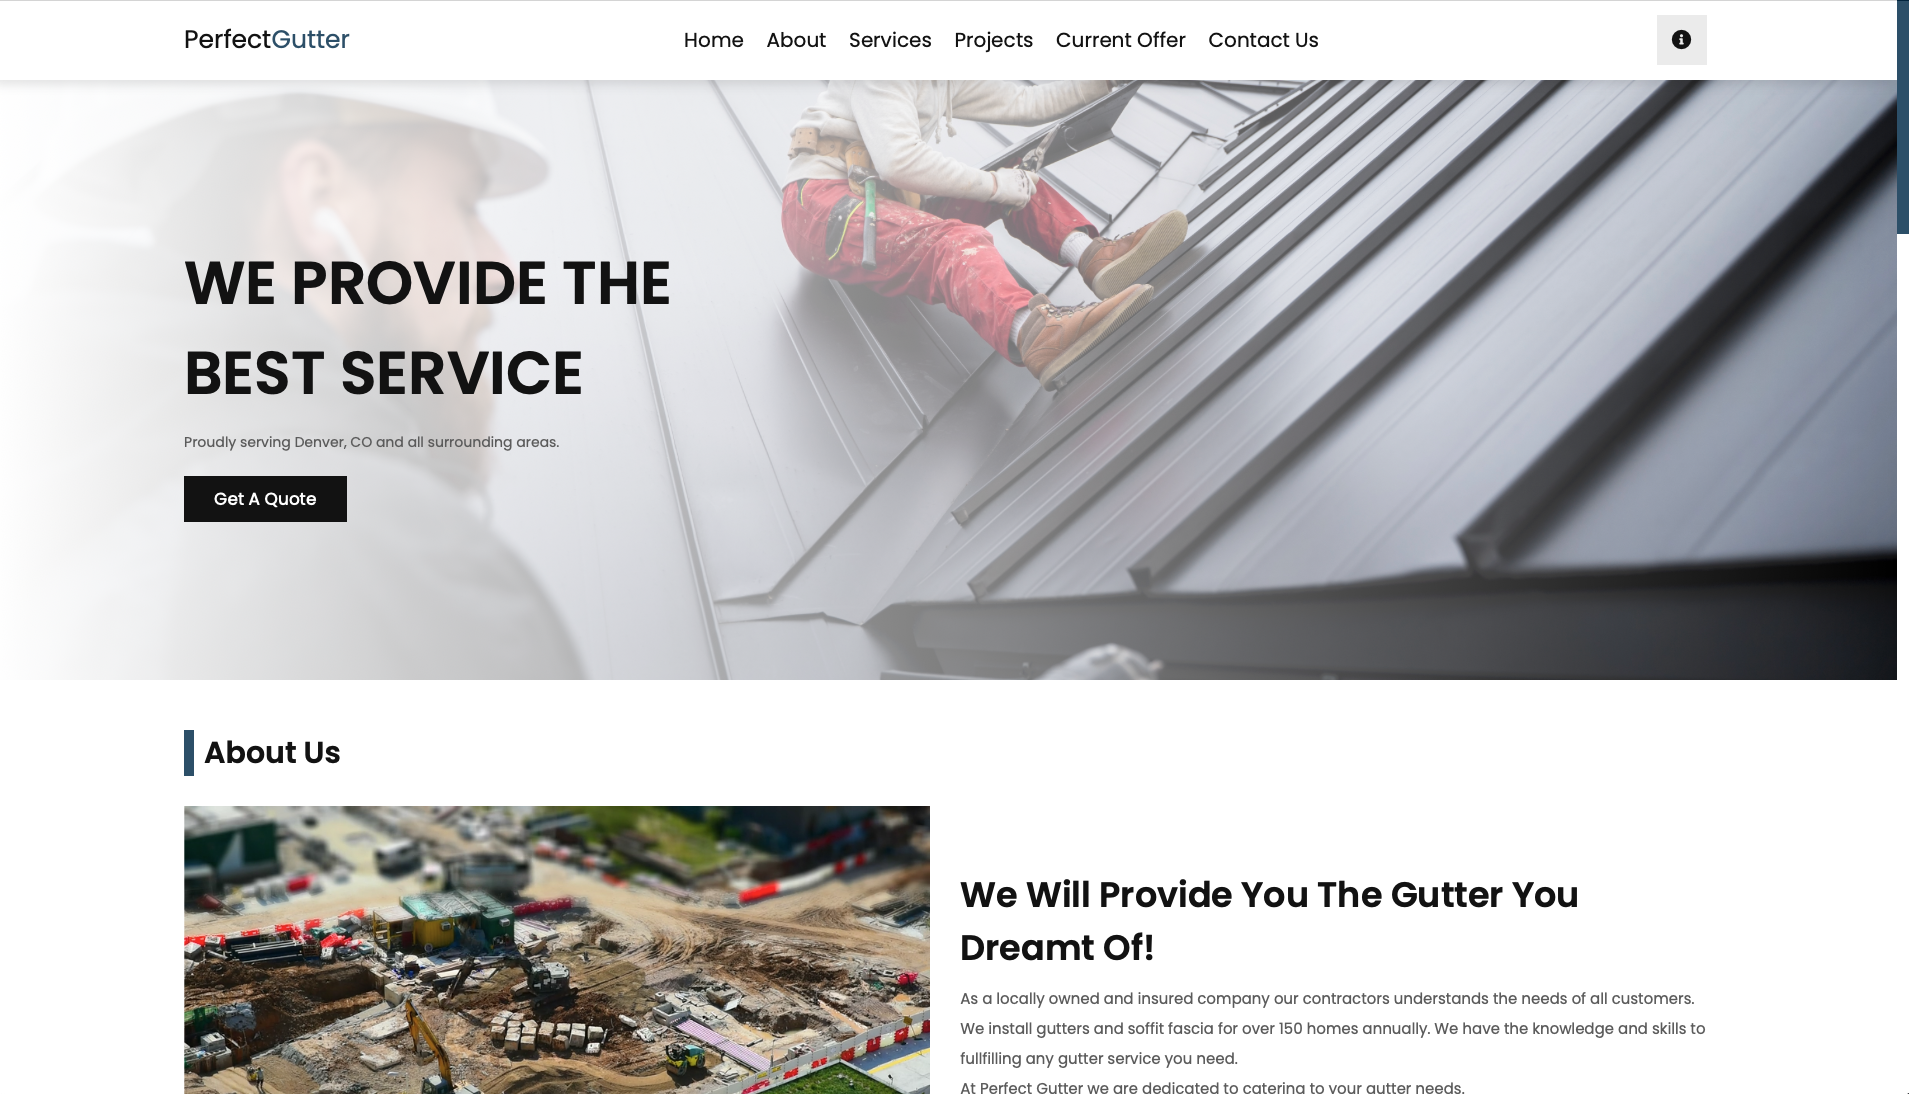 PerfectGutter
Home About Services Projects Current Offer Contact Us
WE PROVIDE THE
BEST SERVICE
Proudly serving Denver, CO and all surrounding areas.
Get A Quote
About Us
We Will Provide You The Gutter You
Dreamt Of!
As a locally owned and insured company our contractors understands the needs of all customers.
We install gutters and soffit fascia for over 150 homes annually. We have the knowledge and skills to
fullfilling any gutter service you need.
At Perfect Gutter we are dedicated to catering to your gutter needs.